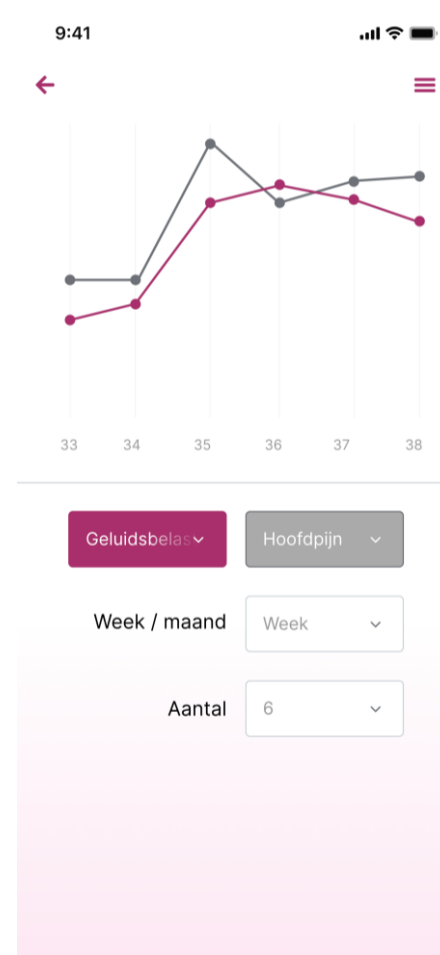 9:41
33 34 35 36 37 38
Geluidsbelas Hoofdpijn
Week / maand Week
Aantal 6